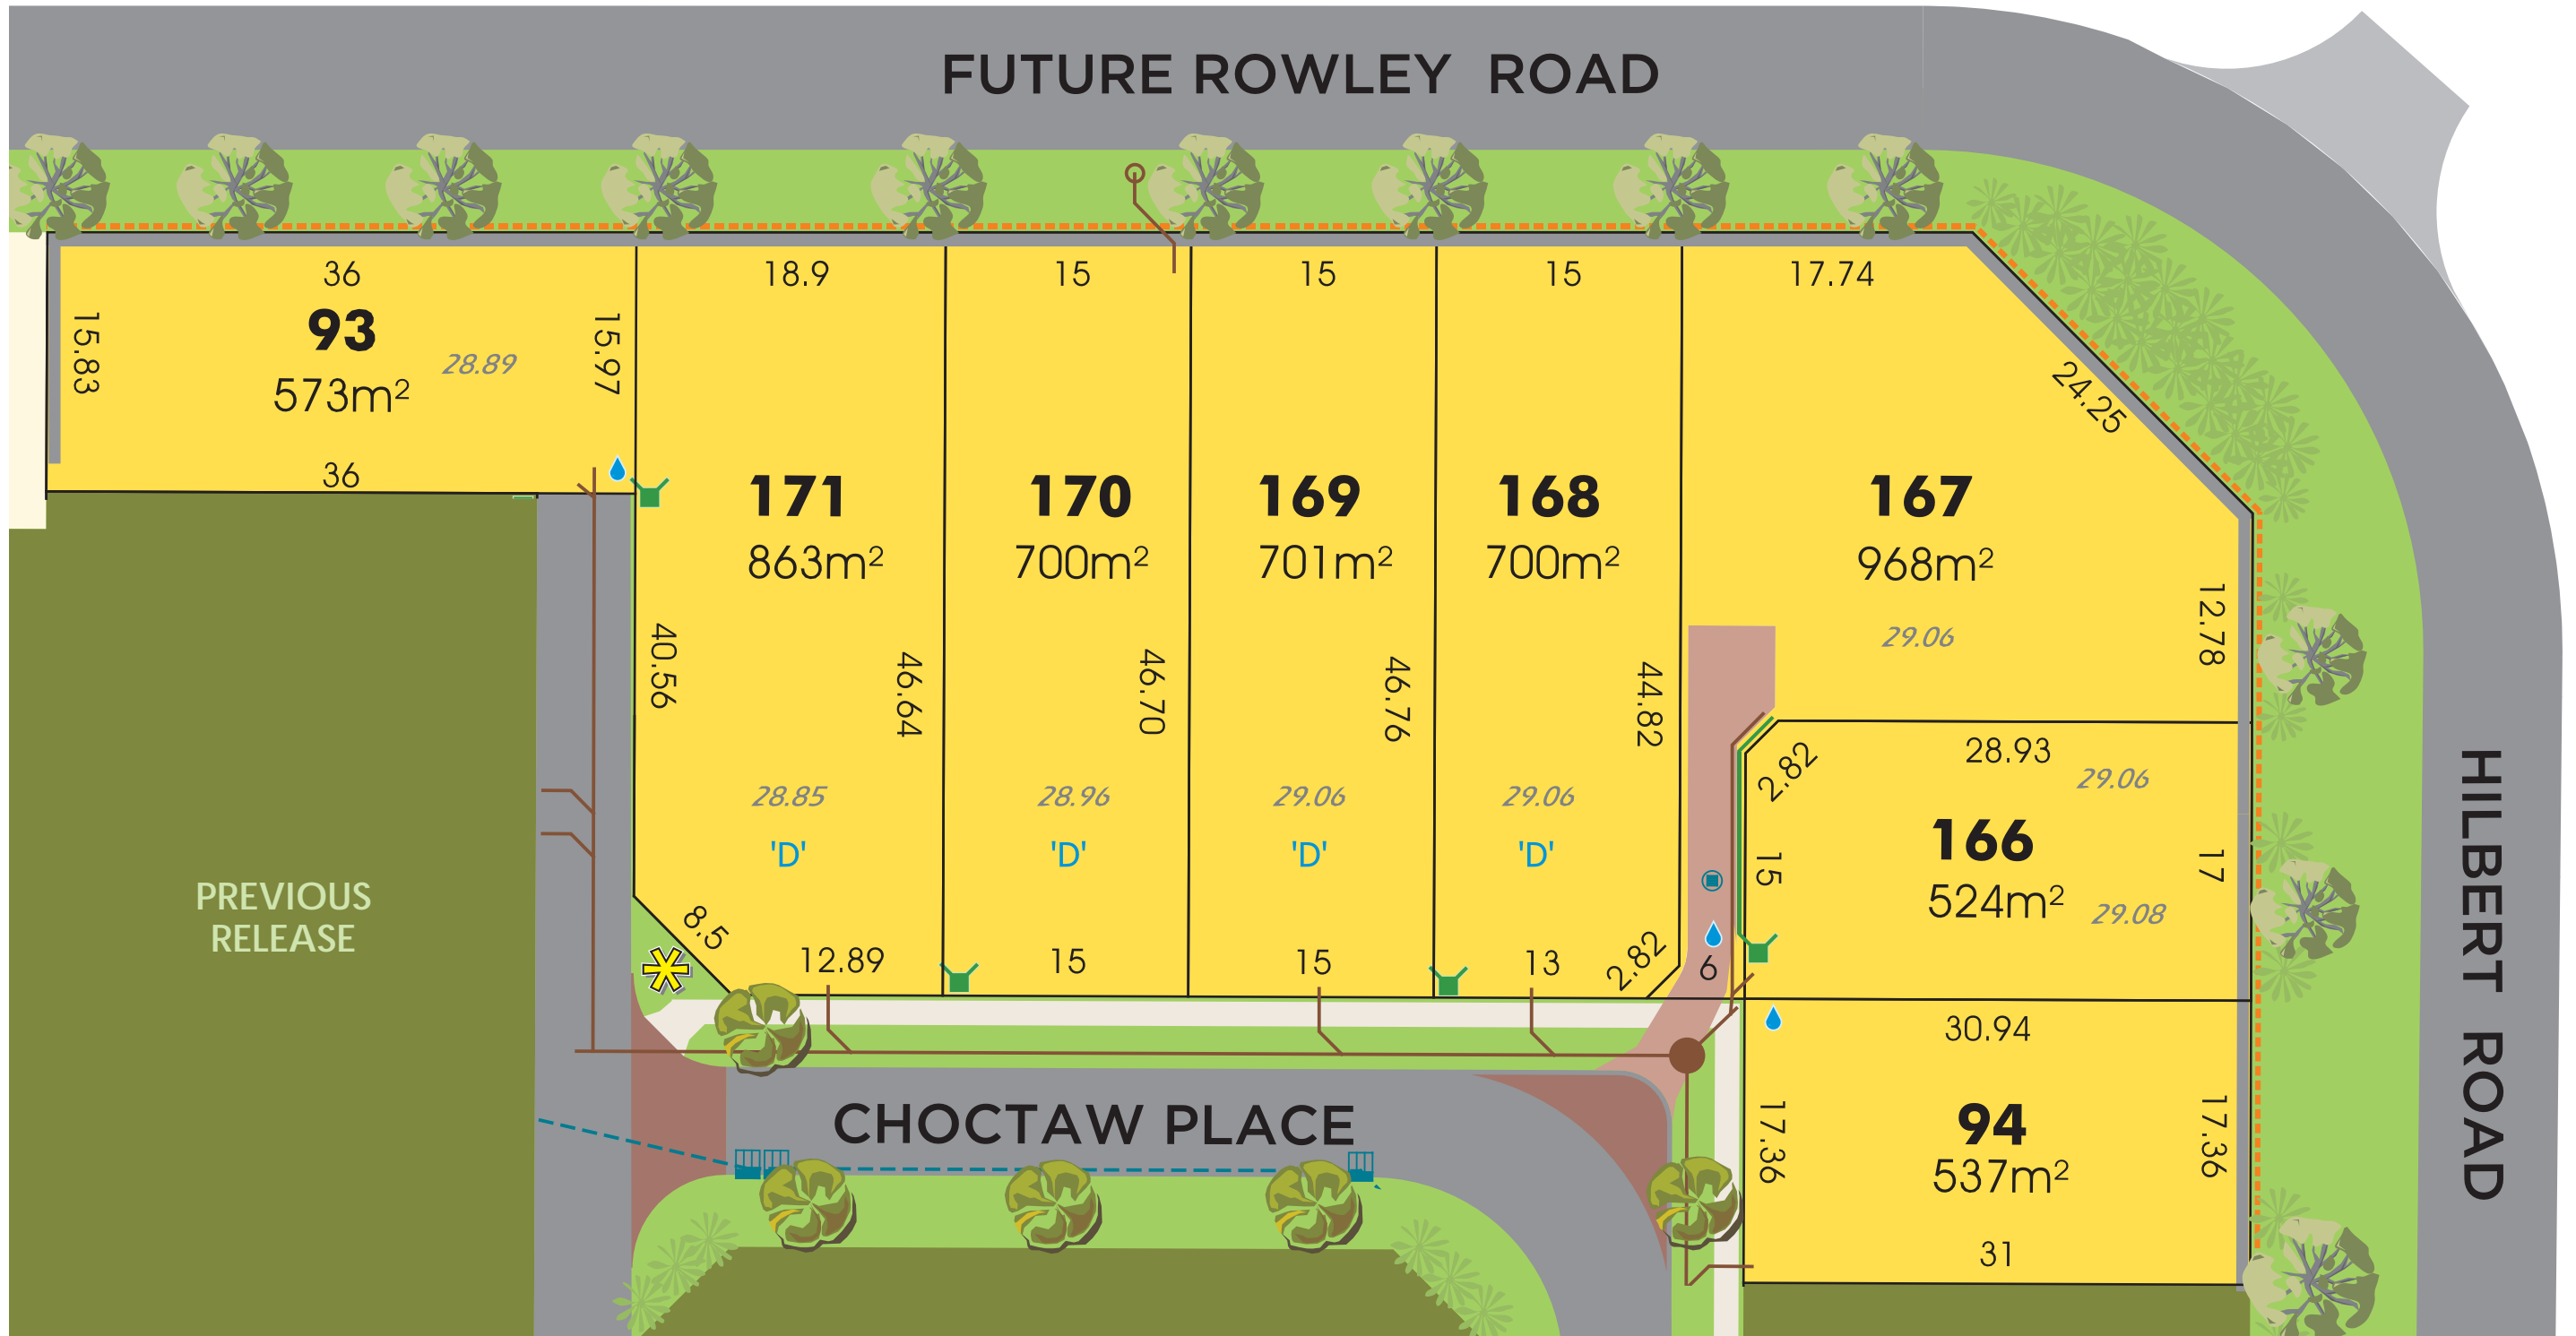 FUTURE ROWLEY ROAD
36
93
15.83
15.97
28.89
573m²
36
18.9
171
863m²
40.56
46.64
28.85
'D'
8.5
12.89
15
170
700m²
46.70
28.96
'D'
15
15
169
701m²
46.76
29.06
'D'
15
15
168
700m²
44.82
29.06
'D'
13
2.82
6
17.74
24.25
167
968m²
29.06
12.78
28.93
2.82
29.06
166
15
17
524m²
29.08
30.94
94
17.36
17.36
537m²
31
PREVIOUS
RELEASE
CHOCTAW PLACE
HILBERT ROAD